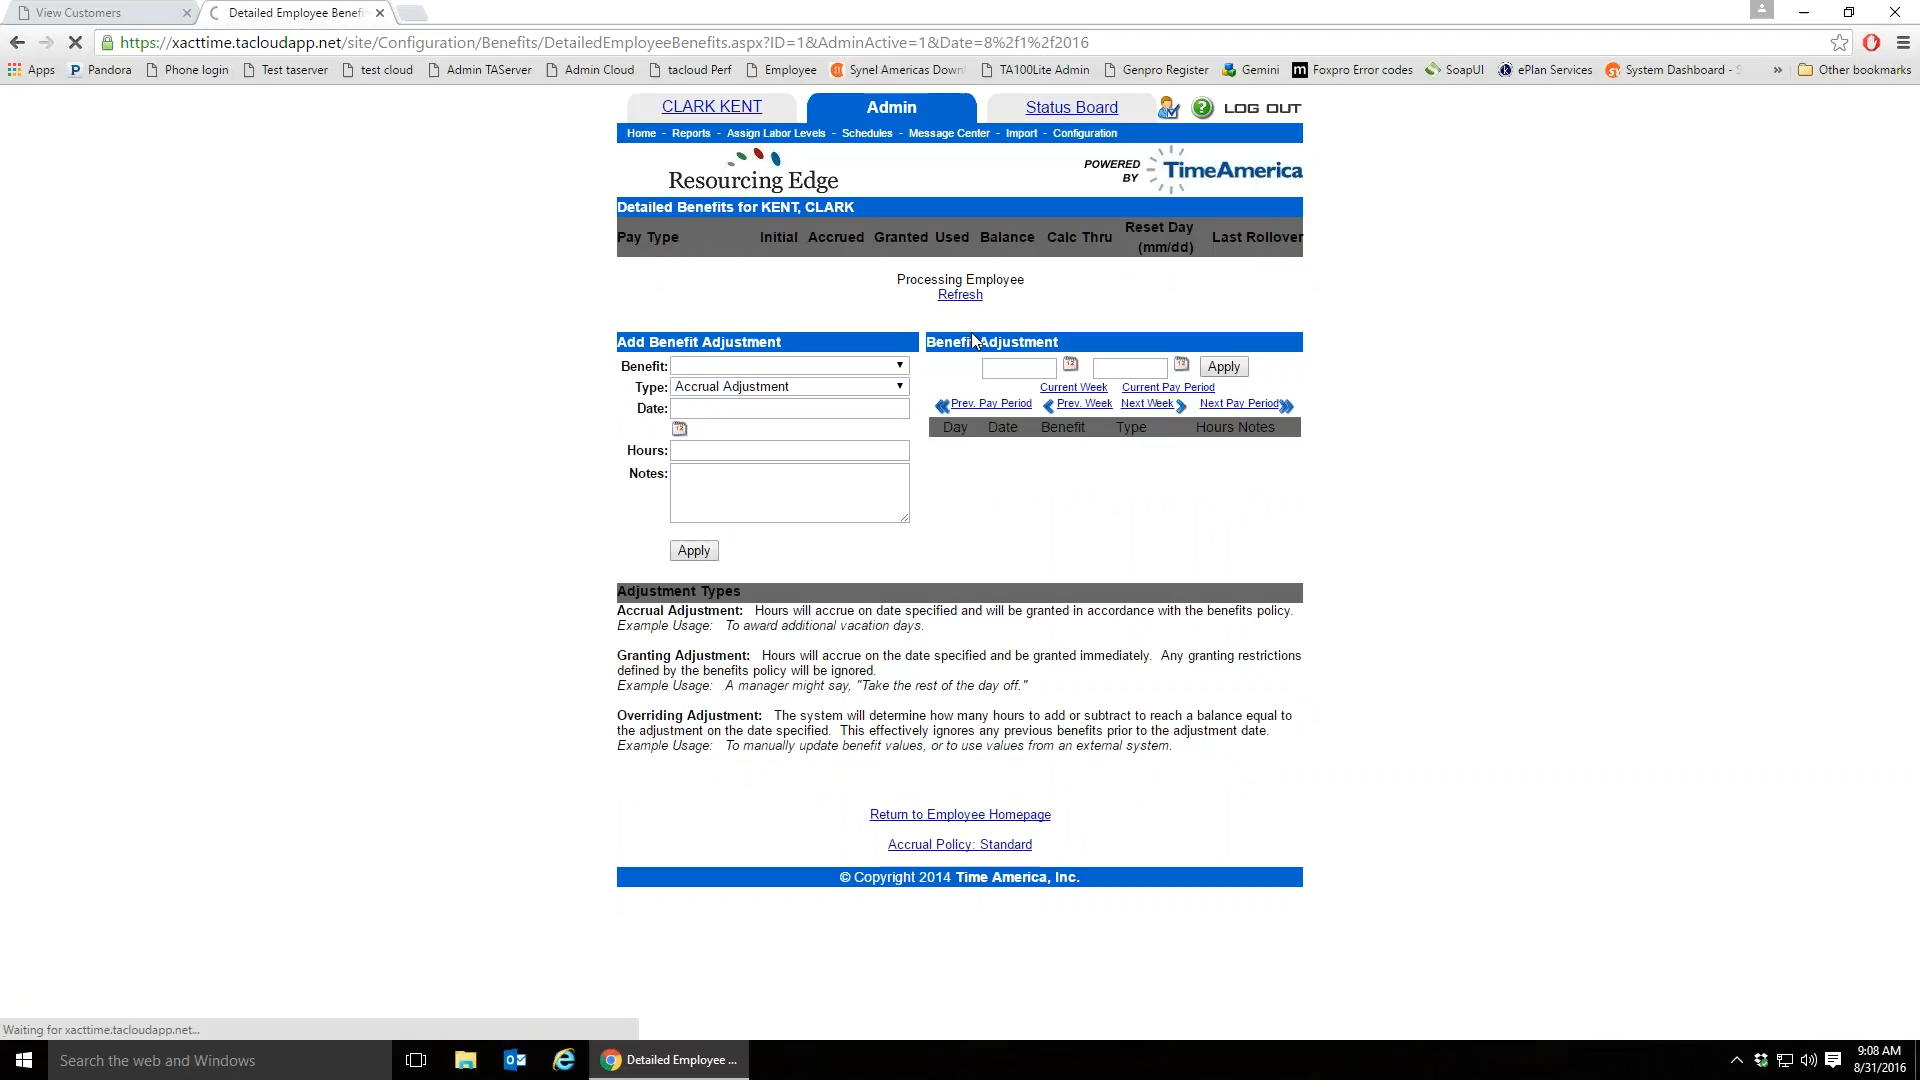 View Customers
Detailed Employee Benefi
https://xacttime.tacloudapp.net/site/Configuration/Benefits/DetailedEmployeeBenefits.aspx?ID=1&AdminActive=1&Date=8%2f1%2f2016
Apps Pandora Phone login Test taserver test cloud Admin TAServer Admin Cloud tacloud Perf Employee Synel Americas Down TA100Lite Admin Genpro Register Gemini Foxpro Error codes SoapUI ePlan Services System Dashboard - » Other bookmarks
CLARK KENT Admin Status Board LOG OUT
Home - Reports - Assign Labor Levels - Schedules - Message Center - Import - Configuration
Resourcing Edge
POWERED BY TimeAmerica
Detailed Benefits for KENT, CLARK
Pay Type Initial Accrued Granted Used Balance Calc Thru Reset Day (mm/dd) Last Rollover
Processing Employee
Refresh
Add Benefit Adjustment
Benefit:
Type: Accrual Adjustment
Date:
12
Hours:
Notes:
Apply
Benefit Adjustment
12 12 Apply
Current Week Current Pay Period
Prev. Pay Period Prev. Week Next Week Next Pay Period
Day Date Benefit Type Hours Notes
Adjustment Types
Accrual Adjustment: Hours will accrue on date specified and will be granted in accordance with the benefits policy.
Example Usage: To award additional vacation days.
Granting Adjustment: Hours will accrue on the date specified and be granted immediately. Any granting restrictions
defined by the benefits policy will be ignored.
Example Usage: A manager might say, "Take the rest of the day off."
Overriding Adjustment: The system will determine how many hours to add or subtract to reach a balance equal to
the adjustment on the date specified. This effectively ignores any previous benefits prior to the adjustment date.
Example Usage: To manually update benefit values, or to use values from an external system.
Return to Employee Homepage
Accrual Policy: Standard
© Copyright 2014 Time America, Inc.
Waiting for xacttime.tacloudapp.net...
Search the web and Windows
Detailed Employee ...
9:08 AM
8/31/2016